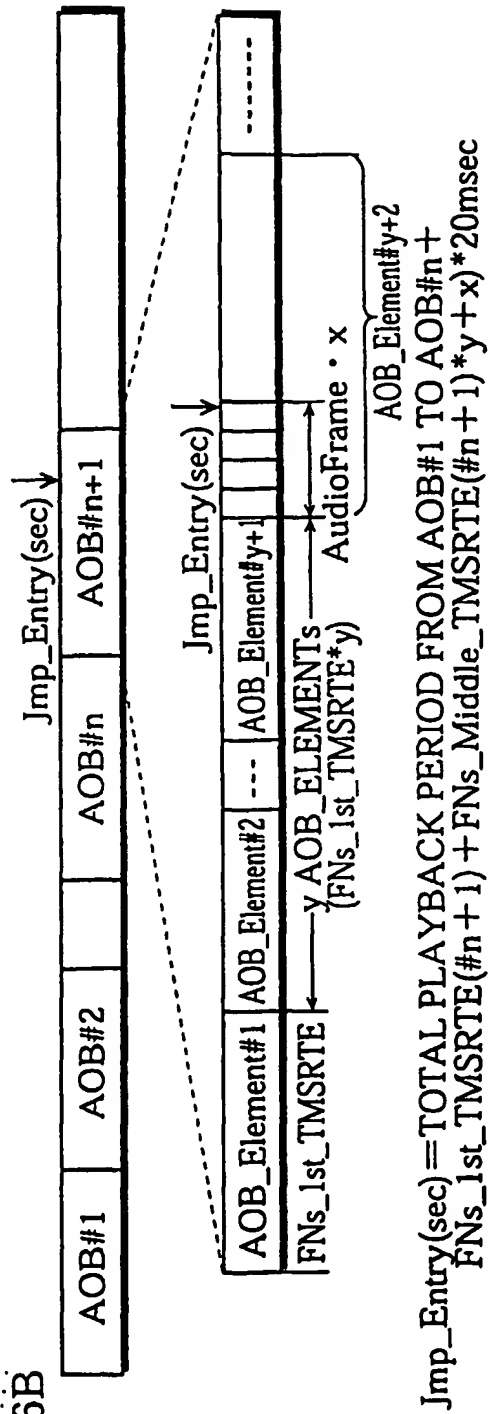 6B
Jmp_Entry(sec)
AOB#1 AOB#2 AOB#n AOB#n+1
Jmp_Entry(sec)
AOB_Element#1 AOB_Element#2 --- AOB_Element#y+1 -------
FNs_1st_TMSRTE
y AOB_ELEMENTs
(FNs_1st_TMSRTE*y)
AudioFrame・x
AOB_Element#y+2
Jmp_Entry(sec)=TOTAL PLAYBACK PERIOD FROM AOB#1 TO AOB#n+
FNs_1st_TMSRTE(#n+1)+FNs_Middle_TMSRTE(#n+1)*y+x)*20msec